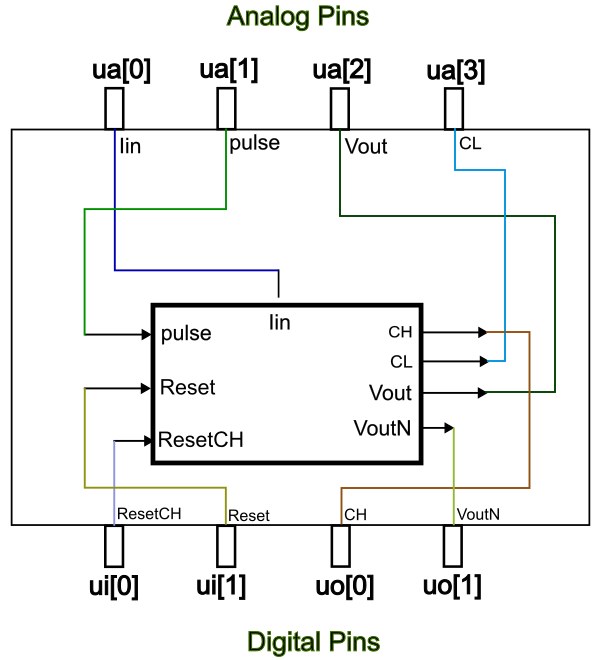 Analog Pins
ua[0] ua[1] ua[2] ua[3]
Iin pulse Vout CL
Iin
pulse CH
CL
Reset Vout
ResetCH VoutN
ResetCH Reset CH VoutN
ui[0] ui[1] uo[0] uo[1]
Digital Pins